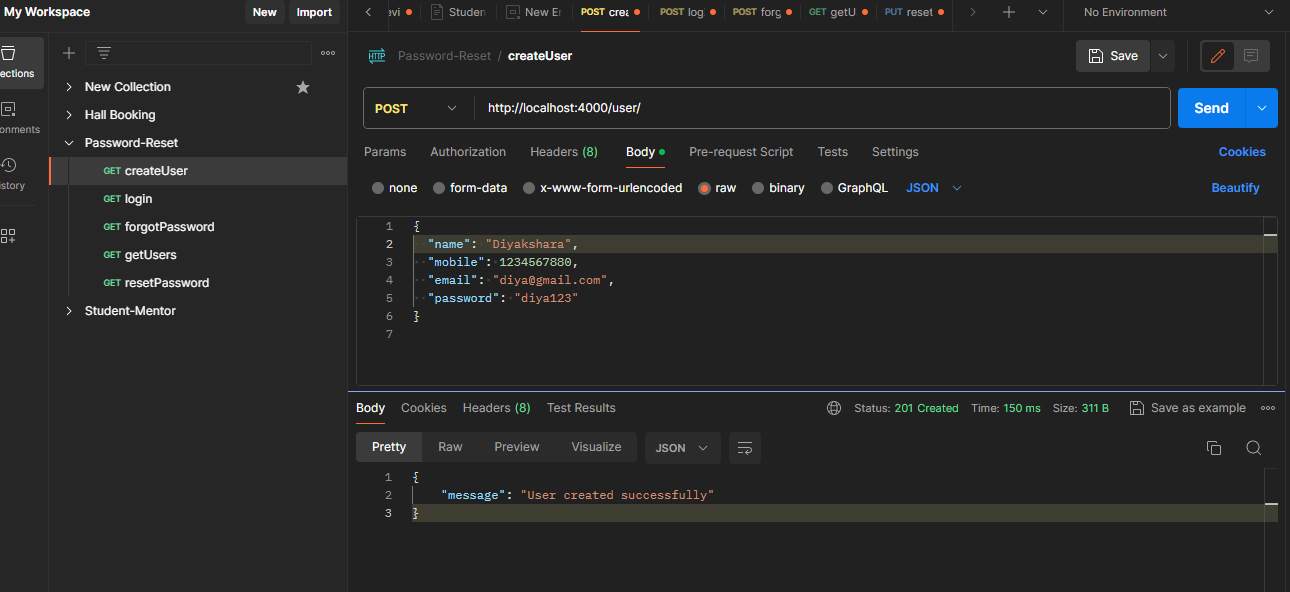 My Workspace New Import evi Studen New E POST crea POST log POST forg GET getU PUT reset No Environment
ections
onments
istory
New Collection
Hall Booking
Password-Reset
GET createUser
GET login
GET forgotPassword
GET getUsers
GET resetPassword
Student-Mentor
HTTP Password-Reset / createUser Save
POST http://localhost:4000/user/ Send
Params Authorization Headers (8) Body Pre-request Script Tests Settings Cookies
none form-data x-www-form-urlencoded raw binary GraphQL JSON Beautify
1 {
2 "name": "Diyakshara",
3 "mobile": 1234567880,
4 "email": "diya@gmail.com",
5 "password": "diya123"
6 }
7
Body Cookies Headers (8) Test Results Status: 201 Created Time: 150 ms Size: 311 B Save as example
Pretty Raw Preview Visualize JSON
1 {
2 "message": "User created successfully"
3 }